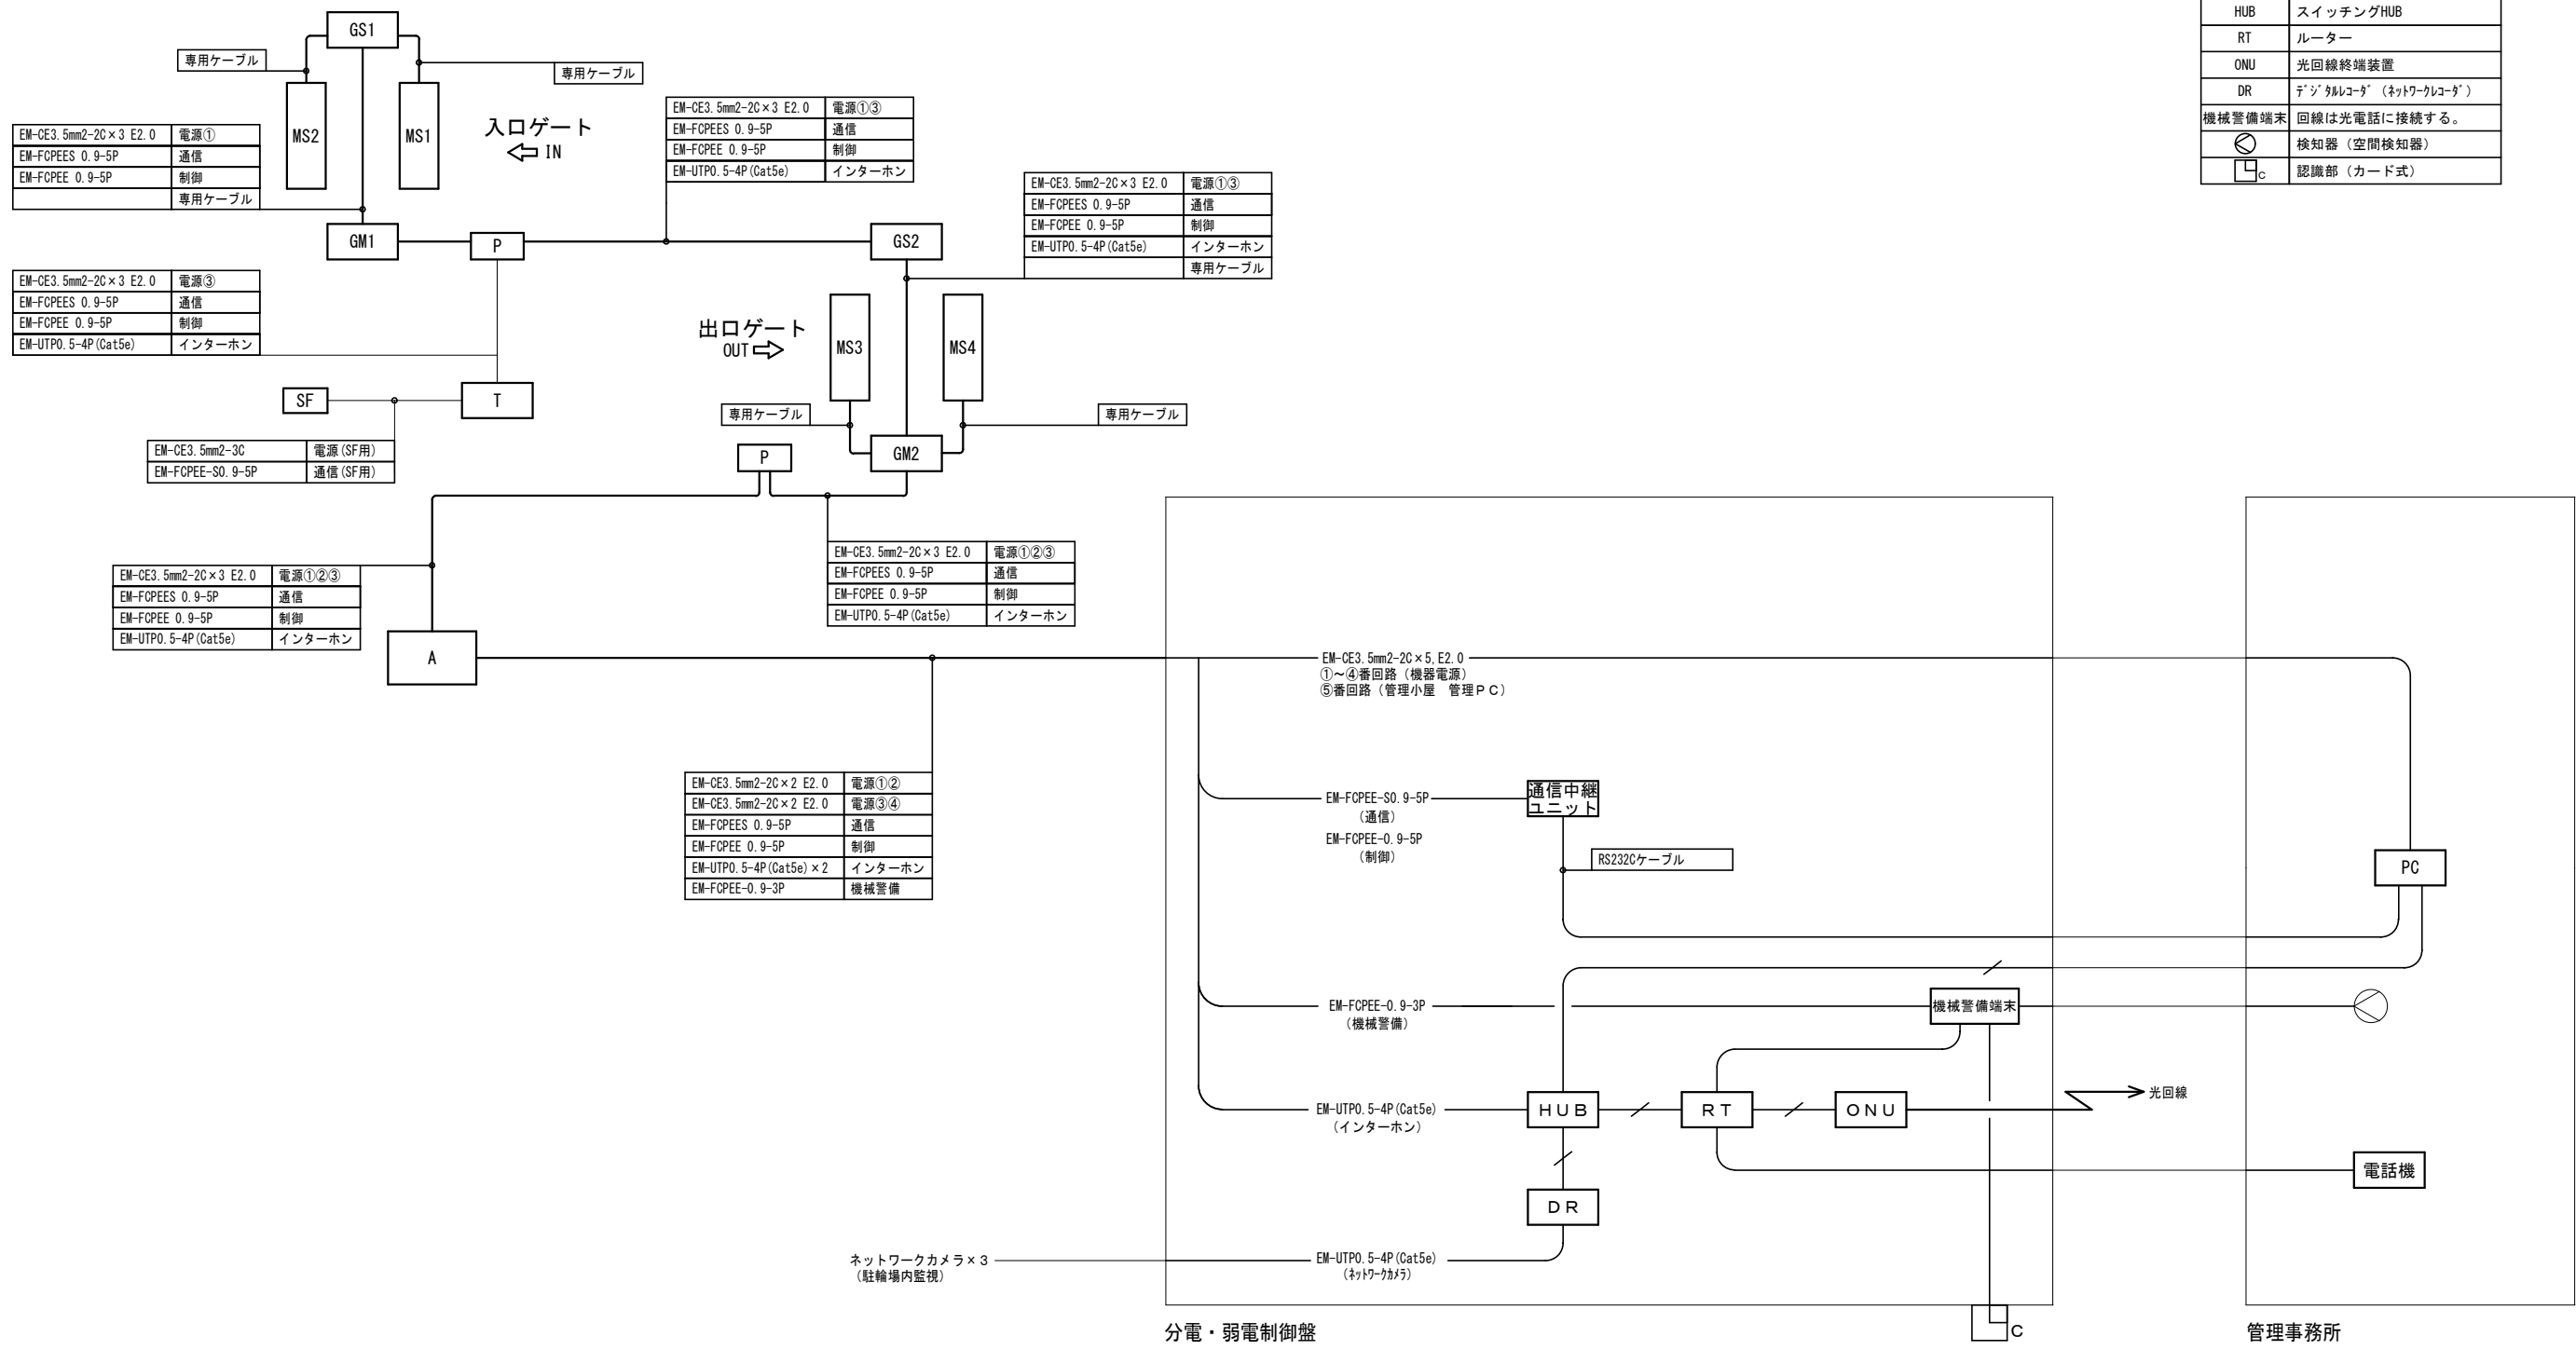 HUB スイッチングHUB
RT ルーター
ONU 光回線終端装置
DR ﾃﾞｼﾞﾀﾙﾚｺｰﾀﾞ（ﾈｯﾄﾜｰｸﾚｺｰﾀﾞ）
機械警備端末 回線は光電話に接続する。
検知器（空間検知器）
C 認識部（カード式）
GS1
専用ケーブル
専用ケーブル
MS2
MS1
入口ゲート
IN
EM-CE3.5mm2-2C×3 E2.0 電源①
EM-FCPEES 0.9-5P 通信
EM-FCPEE 0.9-5P 制御
専用ケーブル
EM-CE3.5mm2-2C×3 E2.0 電源①③
EM-FCPEES 0.9-5P 通信
EM-FCPEE 0.9-5P 制御
EM-UTP0.5-4P(Cat5e) インターホン
EM-CE3.5mm2-2C×3 E2.0 電源①③
EM-FCPEES 0.9-5P 通信
EM-FCPEE 0.9-5P 制御
EM-UTP0.5-4P(Cat5e) インターホン
専用ケーブル
GM1
P
GS2
EM-CE3.5mm2-2C×3 E2.0 電源③
EM-FCPEES 0.9-5P 通信
EM-FCPEE 0.9-5P 制御
EM-UTP0.5-4P(Cat5e) インターホン
出口ゲート
OUT
MS3
MS4
SF
T
専用ケーブル
専用ケーブル
EM-CE3.5mm2-3C 電源(SF用)
EM-FCPEE-S0.9-5P 通信(SF用)
P
GM2
EM-CE3.5mm2-2C×3 E2.0 電源①②③
EM-FCPEES 0.9-5P 通信
EM-FCPEE 0.9-5P 制御
EM-UTP0.5-4P(Cat5e) インターホン
EM-CE3.5mm2-2C×3 E2.0 電源①②③
EM-FCPEES 0.9-5P 通信
EM-FCPEE 0.9-5P 制御
EM-UTP0.5-4P(Cat5e) インターホン
A
EM-CE3.5mm2-2C×5,E2.0
①～④番回路（機器電源）
⑤番回路（管理小屋 管理ＰＣ）
EM-CE3.5mm2-2C×2 E2.0 電源①②
EM-CE3.5mm2-2C×2 E2.0 電源③④
EM-FCPEES 0.9-5P 通信
EM-FCPEE 0.9-5P 制御
EM-UTP0.5-4P(Cat5e)×2 インターホン
EM-FCPEE-0.9-3P 機械警備
EM-FCPEE-S0.9-5P
（通信）
EM-FCPEE-0.9-5P
（制御）
通信中継
ユニット
RS232Cケーブル
PC
EM-FCPEE-0.9-3P
（機械警備）
機械警備端末
EM-UTP0.5-4P(Cat5e)
（インターホン）
ＨＵＢ
ＲＴ
ＯＮＵ
光回線
電話機
ＤＲ
ネットワークカメラ×３
（駐輪場内監視）
EM-UTP0.5-4P(Cat5e)
（ﾈｯﾄﾜｰｸｶﾒﾗ）
分電・弱電制御盤
C
管理事務所